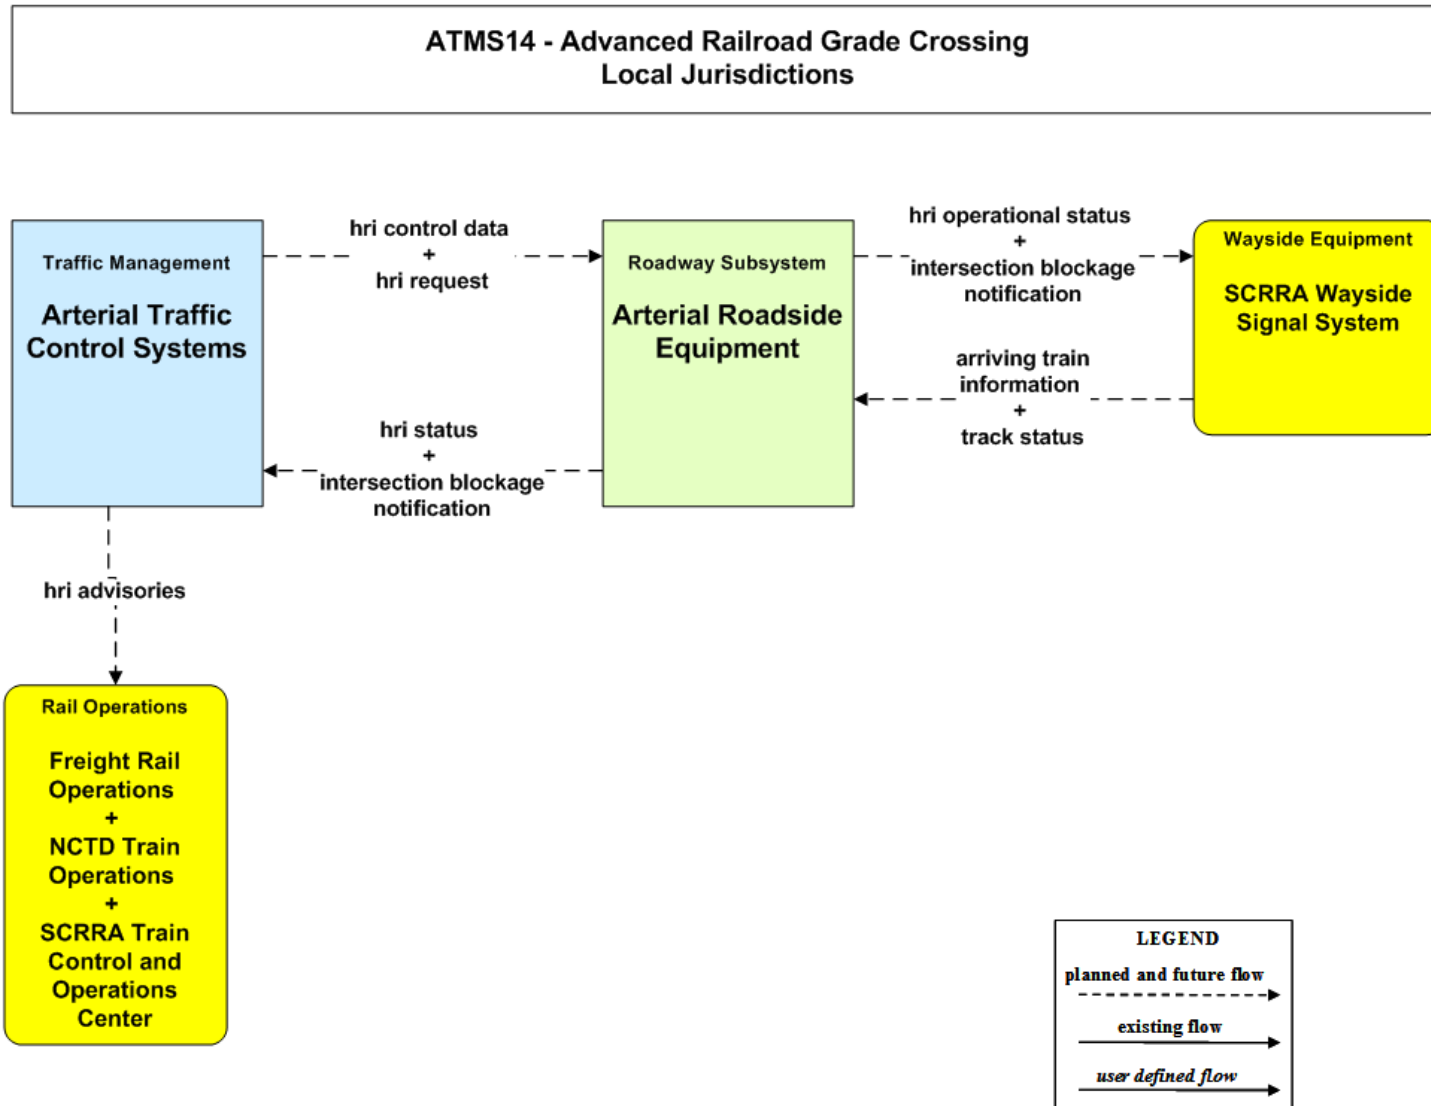 ATMS14 - Advanced Railroad Grade Crossing
Local Jurisdictions
Traffic Management
Arterial Traffic
Control Systems
hri control data
+
hri request
Roadway Subsystem
Arterial Roadside
Equipment
hri operational status
+
intersection blockage
notification
Wayside Equipment
SCRRA Wayside
Signal System
arriving train
information
+
track status
hri status
+
intersection blockage
notification
hri advisories
Rail Operations
Freight Rail
Operations
+
NCTD Train
Operations
+
SCRRA Train
Control and
Operations
Center
LEGEND
planned and future flow
existing flow
user defined flow